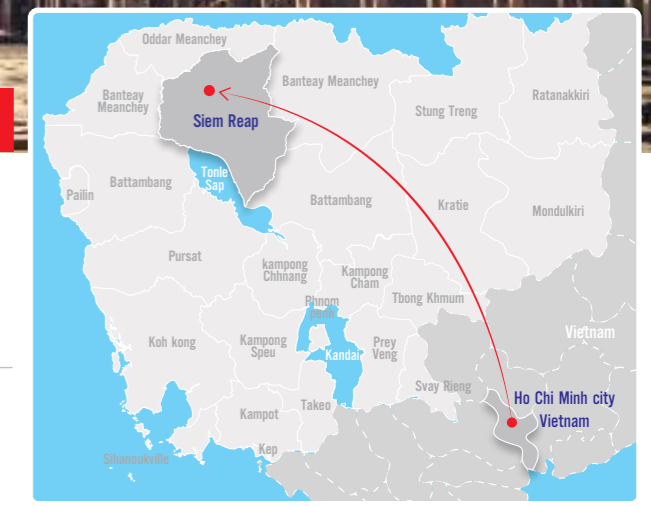 Oddar Meanchey
Banteay Meanchey
Banteay
Meanchey
Ratanakkiri
Stung Treng
Siem Reap
Tonle
Sap
Battambang
Pailin
Battambang
Kratie
Mondulkiri
Pursat
kampong
Chhnang
Kampong
Cham
Tbong Khmum
Phnom
penh
Koh kong
Kampong
Speu
Kandal
Prey
Veng
Vietnam
Svay Rieng
Ho Chi Minh city
Vietnam
Takeo
Kampot
Kep
Sihanoukville